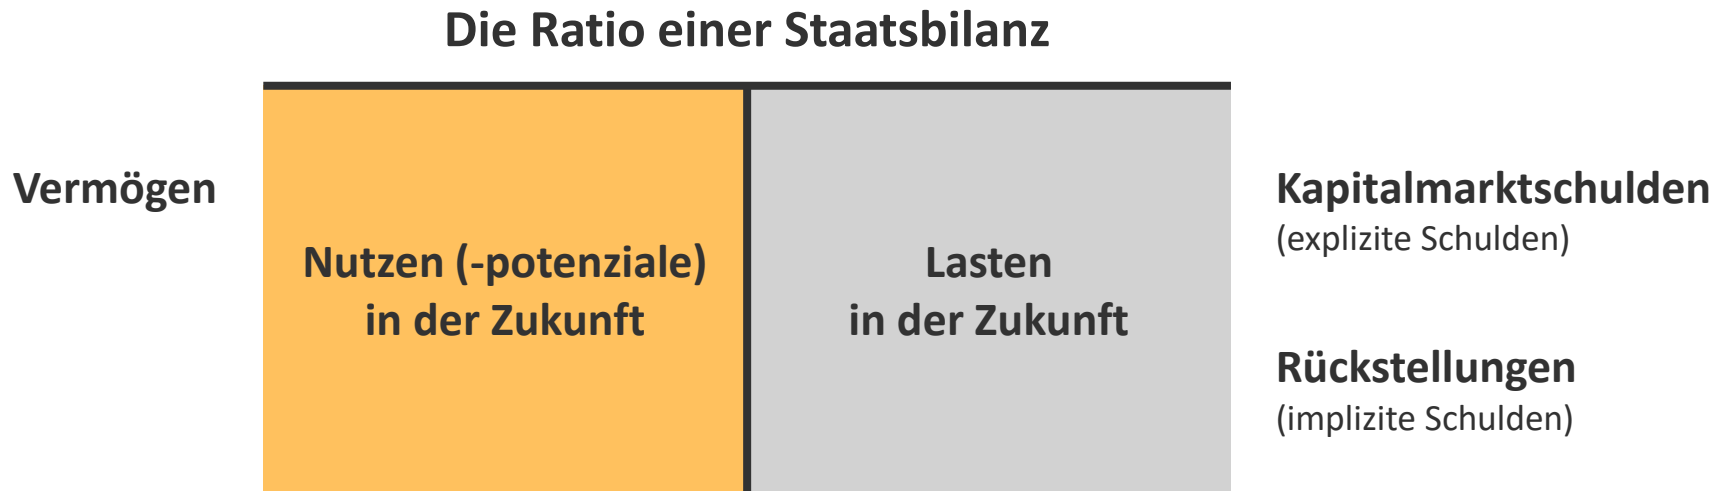 Die Ratio einer Staatsbilanz
Vermögen
Nutzen (-potenziale)
in der Zukunft
Lasten
in der Zukunft
Kapitalmarktschulden
(explizite Schulden)
Rückstellungen
(implizite Schulden)